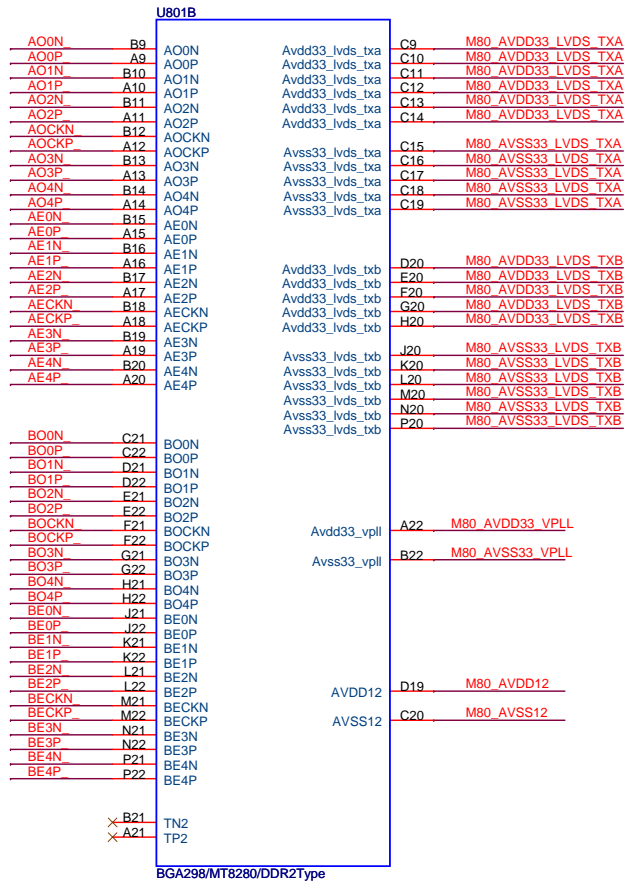 U801B
AO0N_ B9 AO0N Avdd33_lvds_txa C9 M80_AVDD33_LVDS_TXA
AO0P_ A9 AO0P Avdd33_lvds_txa C10 M80_AVDD33_LVDS_TXA
AO1N_ B10 AO1N Avdd33_lvds_txa C11 M80_AVDD33_LVDS_TXA
AO1P_ A10 AO1P Avdd33_lvds_txa C12 M80_AVDD33_LVDS_TXA
AO2N_ B11 AO2N Avdd33_lvds_txa C13 M80_AVDD33_LVDS_TXA
AO2P_ A11 AO2P Avdd33_lvds_txa C14 M80_AVDD33_LVDS_TXA
AOCKN_ B12 AOCKN
AOCKP_ A12 AOCKP Avss33_lvds_txa C15 M80_AVSS33_LVDS_TXA
AO3N_ B13 AO3N Avss33_lvds_txa C16 M80_AVSS33_LVDS_TXA
AO3P_ A13 AO3P Avss33_lvds_txa C17 M80_AVSS33_LVDS_TXA
AO4N_ B14 AO4N Avss33_lvds_txa C18 M80_AVSS33_LVDS_TXA
AO4P_ A14 AO4P Avss33_lvds_txa C19 M80_AVSS33_LVDS_TXA
AE0N_ B15 AE0N
AE0P_ A15 AE0P
AE1N_ B16 AE1N
AE1P_ A16 AE1P Avdd33_lvds_txb D20 M80_AVDD33_LVDS_TXB
AE2N_ B17 AE2N Avdd33_lvds_txb E20 M80_AVDD33_LVDS_TXB
AE2P_ A17 AE2P Avdd33_lvds_txb F20 M80_AVDD33_LVDS_TXB
AECKN_ B18 AECKN Avdd33_lvds_txb G20 M80_AVDD33_LVDS_TXB
AECKP_ A18 AECKP Avdd33_lvds_txb H20 M80_AVDD33_LVDS_TXB
AE3N_ B19 AE3N
AE3P_ A19 AE3P Avss33_lvds_txb J20 M80_AVSS33_LVDS_TXB
AE4N_ B20 AE4N Avss33_lvds_txb K20 M80_AVSS33_LVDS_TXB
AE4P_ A20 AE4P Avss33_lvds_txb L20 M80_AVSS33_LVDS_TXB
Avss33_lvds_txb M20 M80_AVSS33_LVDS_TXB
Avss33_lvds_txb N20 M80_AVSS33_LVDS_TXB
Avss33_lvds_txb P20 M80_AVSS33_LVDS_TXB
BO0N_ C21 BO0N
BO0P_ C22 BO0P
BO1N_ D21 BO1N
BO1P_ D22 BO1P
BO2N_ E21 BO2N
BO2P_ E22 BO2P
BOCKN_ F21 BOCKN Avdd33_vpll A22 M80_AVDD33_VPLL
BOCKP_ F22 BOCKP
BO3N_ G21 BO3N Avss33_vpll B22 M80_AVSS33_VPLL
BO3P_ G22 BO3P
BO4N_ H21 BO4N
BO4P_ H22 BO4P
BE0N_ J21 BE0N
BE0P_ J22 BE0P
BE1N_ K21 BE1N
BE1P_ K22 BE1P
BE2N_ L21 BE2N
BE2P_ L22 BE2P AVDD12 D19 M80_AVDD12
BECKN_ M21 BECKN
BECKP_ M22 BECKP AVSS12 C20 M80_AVSS12
BE3N_ N21 BE3N
BE3P_ N22 BE3P
BE4N_ P21 BE4N
BE4P_ P22 BE4P
B21 TN2
A21 TP2
BGA298/MT8280/DDR2Type